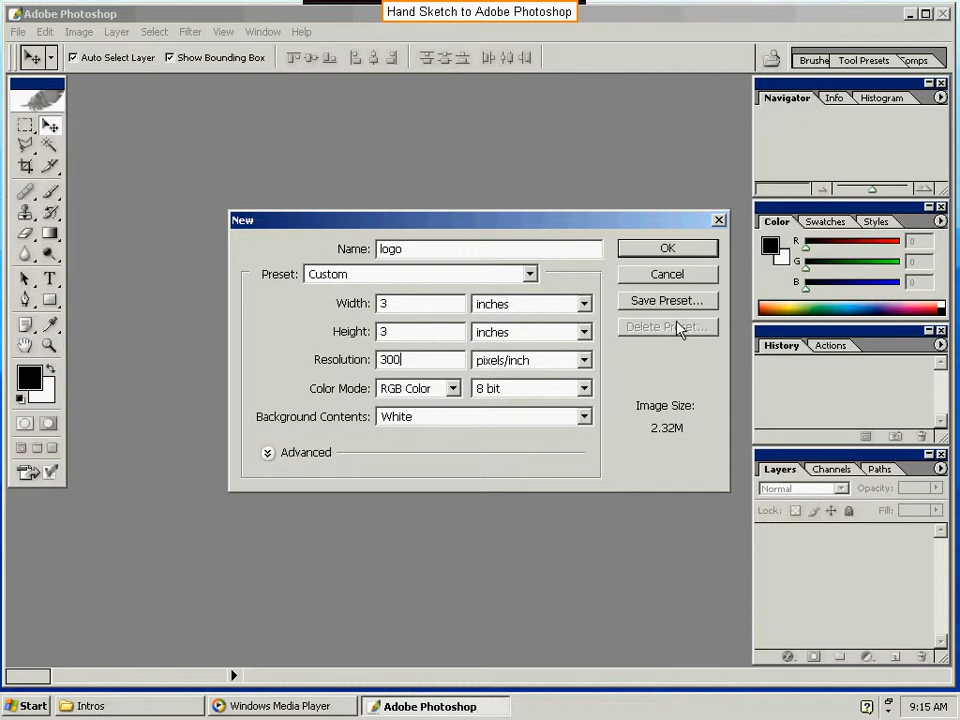 Hand Sketch to Adobe Photoshop
Adobe Photoshop
File Edit Image Layer Select Filter View Window Help
Auto Select Layer Show Bounding Box
Brushe Tool Presets Comps
Navigator Info Histogram
Color Swatches Styles
R 0
G 0
B 0
History Actions
Layers Channels Paths
Normal Opacity:
Lock: Fill:
New
Name: logo
Preset: Custom
Width: 3 inches
Height: 3 inches
Resolution: 300 pixels/inch
Color Mode: RGB Color 8 bit
Background Contents: White
Advanced
OK
Cancel
Save Preset...
Delete Preset...
Image Size:
2.32M
Start Intros Windows Media Player Adobe Photoshop 9:15 AM